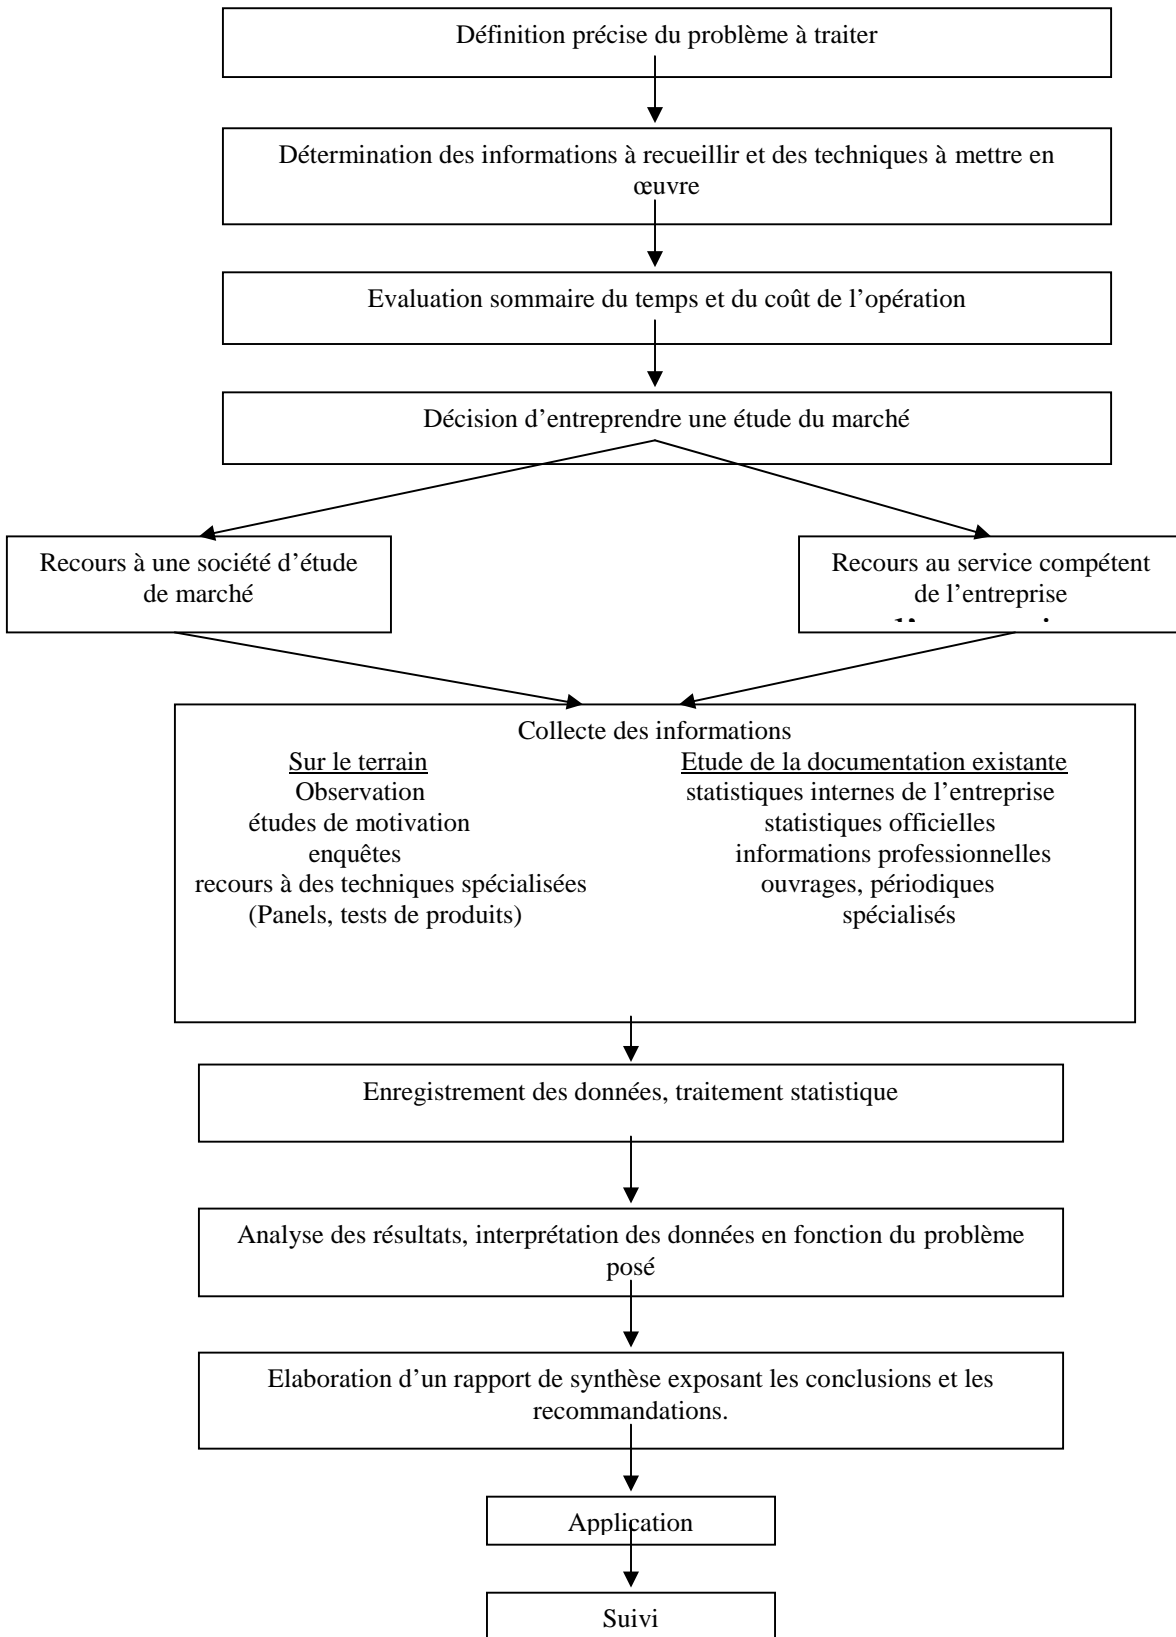 Définition précise du problème à traiter
Détermination des informations à recueillir et des techniques à mettre en
œuvre
Evaluation sommaire du temps et du coût de l’opération
Décision d’entreprendre une étude du marché
Recours à une société d’étude
de marché
Recours au service compétent
de l’entreprise
Collecte des informations
Sur le terrain
Observation
études de motivation
enquêtes
recours à des techniques spécialisées
(Panels, tests de produits)
Etude de la documentation existante
statistiques internes de l’entreprise
statistiques officielles
informations professionnelles
ouvrages, périodiques
spécialisés
Enregistrement des données, traitement statistique
Analyse des résultats, interprétation des données en fonction du problème
posé
Elaboration d’un rapport de synthèse exposant les conclusions et les
recommandations.
Application
Suivi